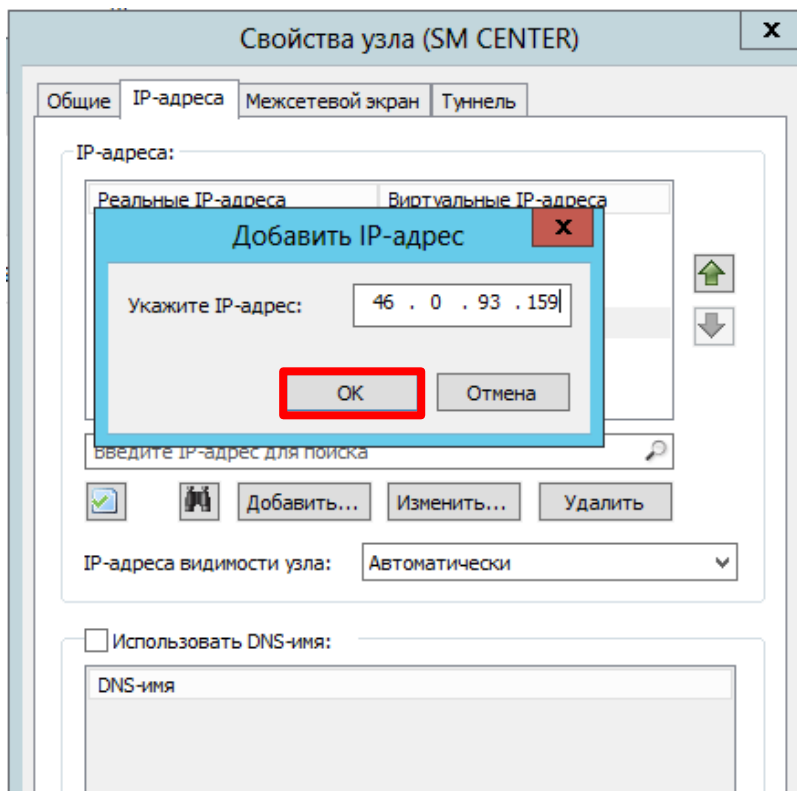 Свойства узла (SM CENTER)
x
Общие IP-адреса Межсетевой экран Туннель
IP-адреса:
Реальные IP-адреса Виртуальные IP-адреса
Добавить IP-адрес
x
Укажите IP-адрес: 46 . 0 . 93 . 159
OK Отмена
Введите IP-адрес для поиска
Добавить... Изменить... Удалить
IP-адреса видимости узла: Автоматически
Использовать DNS-имя:
DNS-имя